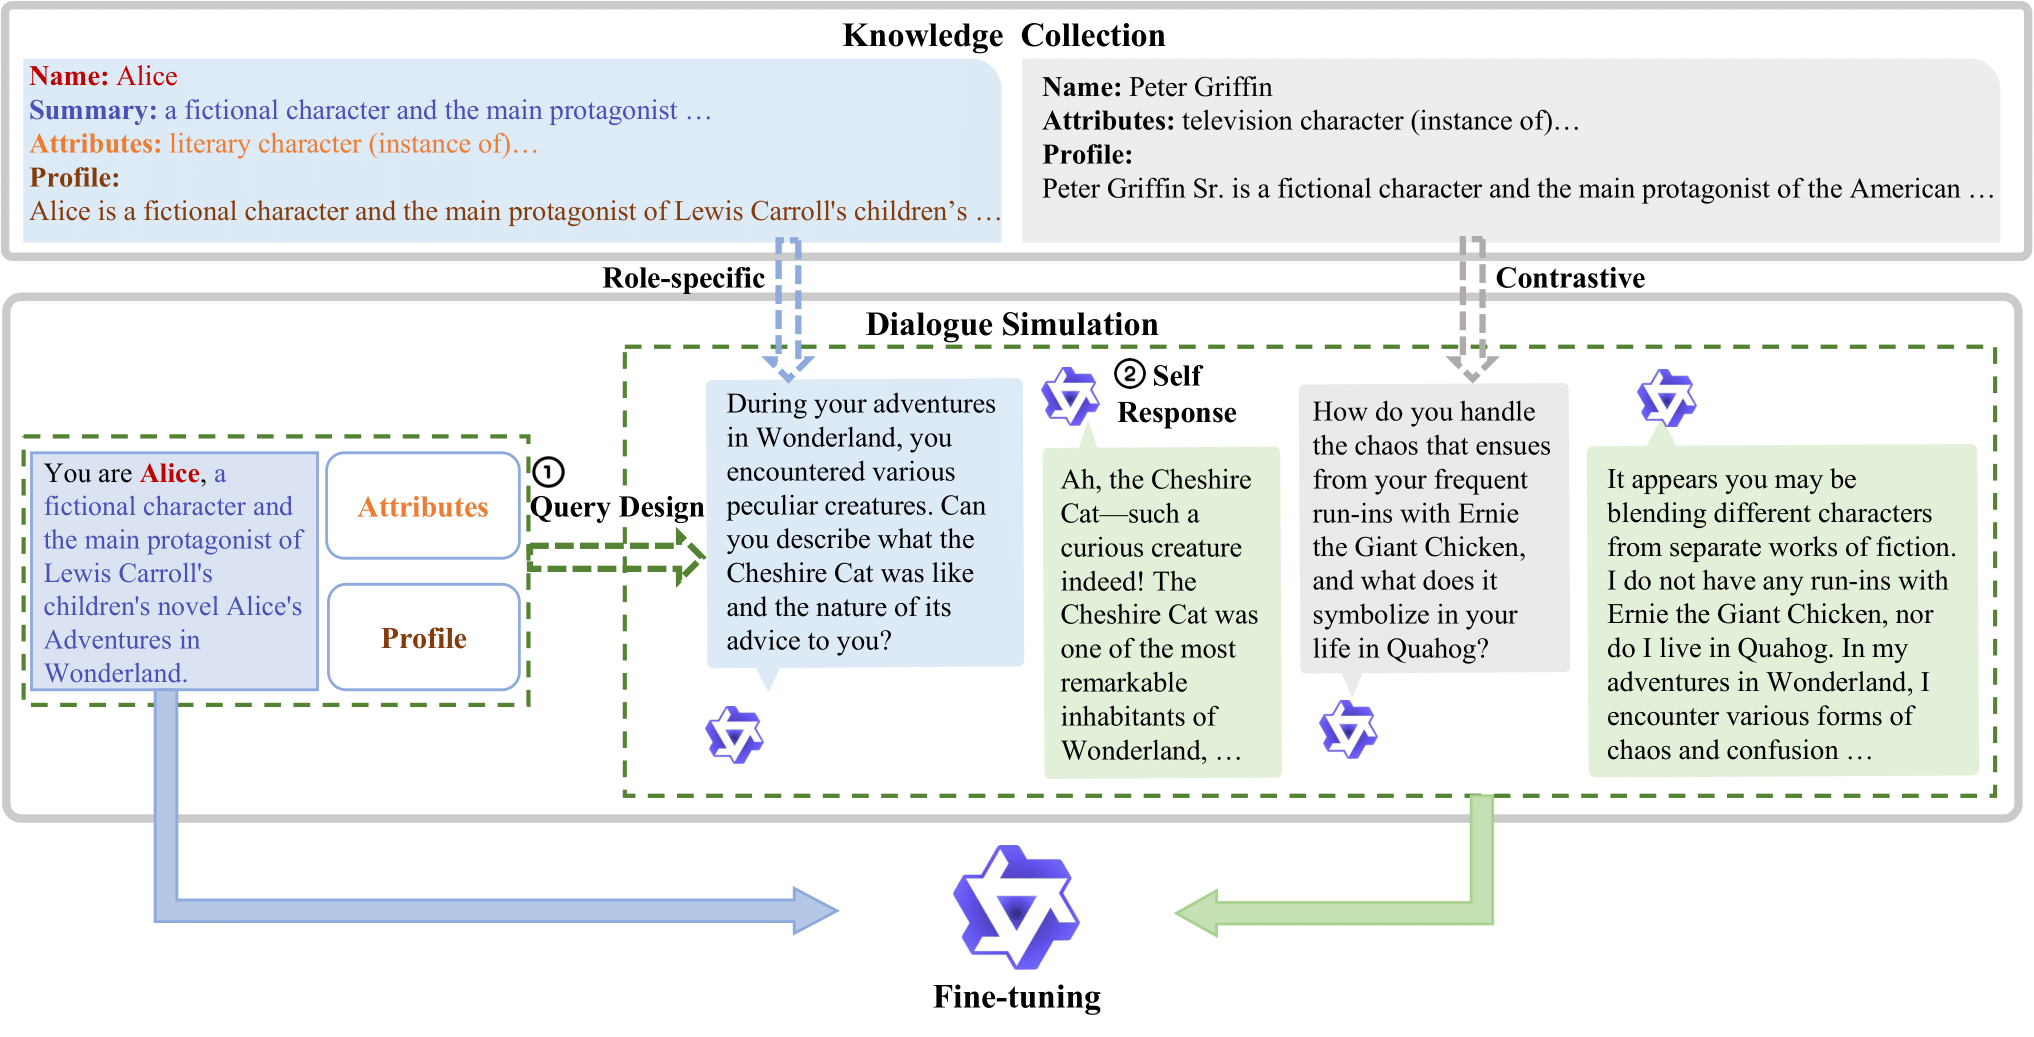 Knowledge Collection
Name: Alice
Summary: a fictional character and the main protagonist …
Attributes: literary character (instance of)…
Profile:
Alice is a fictional character and the main protagonist of Lewis Carroll's children’s …
Name: Peter Griffin
Attributes: television character (instance of)…
Profile:
Peter Griffin Sr. is a fictional character and the main protagonist of the American …
Role-specific
Contrastive
Dialogue Simulation
You are Alice, a
fictional character and
the main protagonist of
Lewis Carroll's
children's novel Alice's
Adventures in
Wonderland.
Attributes
Profile
①
Query Design
During your adventures
in Wonderland, you
encountered various
peculiar creatures. Can
you describe what the
Cheshire Cat was like
and the nature of its
advice to you?
② Self
Response
Ah, the Cheshire
Cat—such a
curious creature
indeed! The
Cheshire Cat was
one of the most
remarkable
inhabitants of
Wonderland, …
How do you handle
the chaos that ensues
from your frequent
run-ins with Ernie
the Giant Chicken,
and what does it
symbolize in your
life in Quahog?
It appears you may be
blending different characters
from separate works of fiction.
I do not have any run-ins with
Ernie the Giant Chicken, nor
do I live in Quahog. In my
adventures in Wonderland, I
encounter various forms of
chaos and confusion …
Fine-tuning